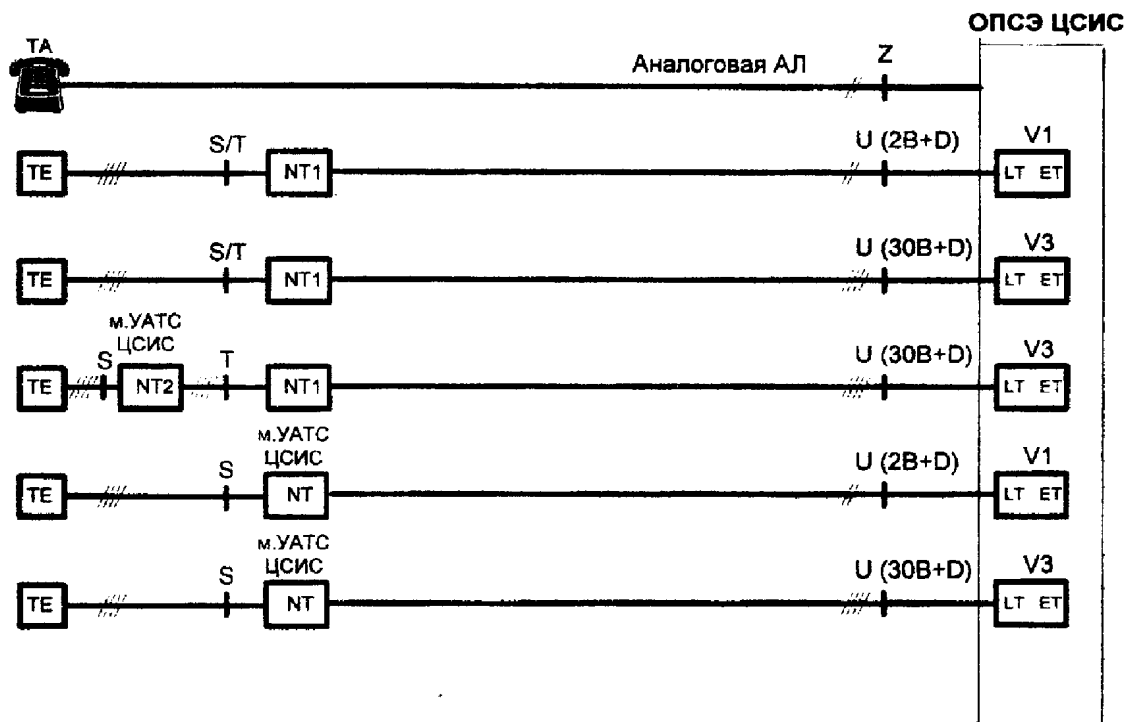 ОПСЭ ЦСИС
ТА
Аналоговая АЛ
Z
S/T
U (2B+D)
V1
TE
NT1
LT ET
S/T
U (30B+D)
V3
TE
NT1
LT ET
м.УАТС
ЦСИС
S
T
U (30B+D)
V3
TE
NT2
NT1
LT ET
м.УАТС
ЦСИС
S
U (2B+D)
V1
TE
NT
LT ET
м.УАТС
ЦСИС
S
U (30B+D)
V3
TE
NT
LT ET